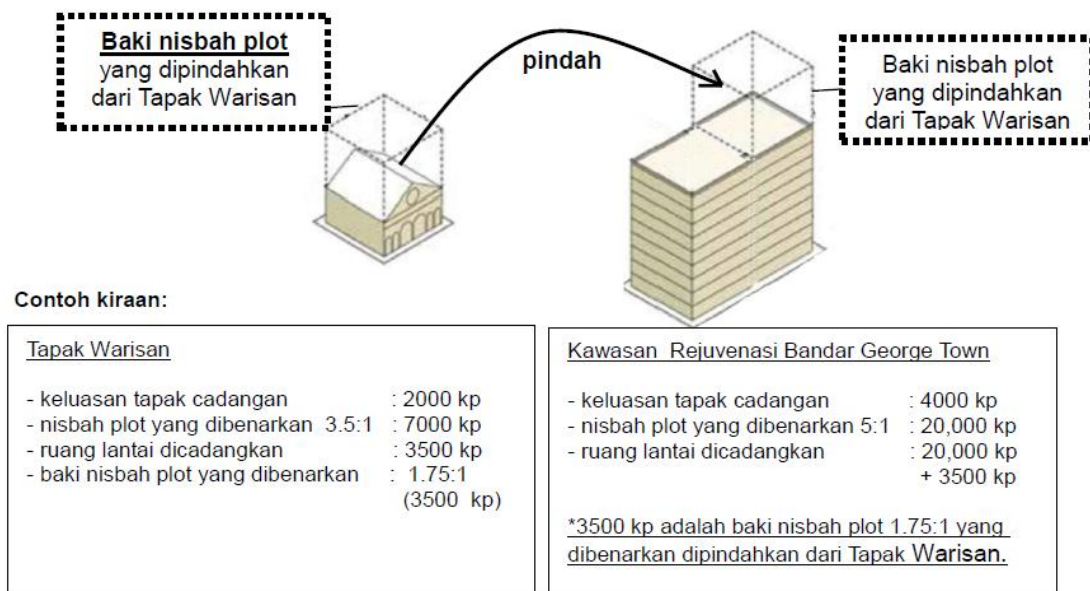 Baki nisbah plot
yang dipindahkan
dari Tapak Warisan
pindah
Baki nisbah plot
yang dipindahkan
dari Tapak Warisan
Contoh kiraan:
Tapak Warisan
- keluasan tapak cadangan : 2000 kp
- nisbah plot yang dibenarkan 3.5:1 : 7000 kp
- ruang lantai dicadangkan : 3500 kp
- baki nisbah plot yang dibenarkan : 1.75:1
(3500 kp)
Kawasan Rejuvenasi Bandar George Town
- keluasan tapak cadangan : 4000 kp
- nisbah plot yang dibenarkan 5:1 : 20,000 kp
- ruang lantai dicadangkan : 20,000 kp
+ 3500 kp
*3500 kp adalah baki nisbah plot 1.75:1 yang
dibenarkan dipindahkan dari Tapak Warisan.